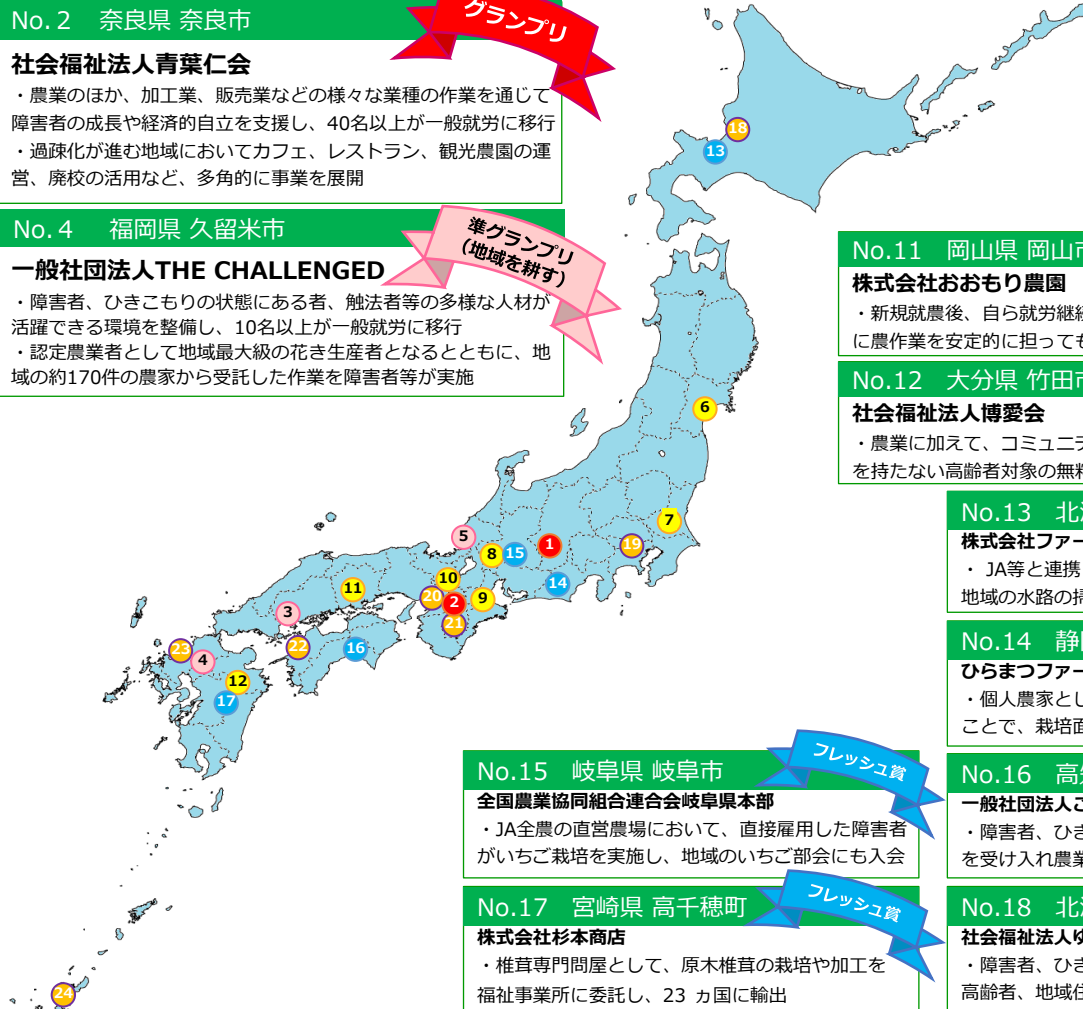 No. 2 奈良県 奈良市
グランプリ
社会福祉法人青葉仁会
・農業のほか、加工業、販売業などの様々な業種の作業を通じて
障害者の成長や経済的自立を支援し、40名以上が一般就労に移行
・過疎化が進む地域においてカフェ、レストラン、観光農園の運
営、廃校の活用など、多角的に事業を展開
No. 4 福岡県 久留米市
準グランプリ
(地域を耕す)
一般社団法人THE CHALLENGED
・障害者、ひきこもりの状態にある者、触法者等の多様な人材が
活躍できる環境を整備し、10名以上が一般就労に移行
・認定農業者として地域最大級の花き生産者となるとともに、地
域の約170件の農家から受託した作業を障害者等が実施
18
13
6
7
5
8
15
1
19
14
10
20
2
9
21
11
3
22
16
23
4
12
17
24
No.11 岡山県 岡山市
株式会社おおもり農園
・新規就農後、自ら就労継
に農作業を安定的に担っても
No.12 大分県 竹田市
社会福祉法人博愛会
・農業に加えて、コミュニテ
を持たない高齢者対象の無
No.13 北
株式会社ファー
・ JA等と連携
地域の水路の
No.14 静
ひらまつファー
・個人農家とし
ことで、栽培
No.15 岐阜県 岐阜市
フレッシュ賞
全国農業協同組合連合会岐阜県本部
・JA全農の直営農場において、直接雇用した障害者
がいちご栽培を実施し、地域のいちご部会にも入会
No.16 高
一般社団法人こ
・障害者、ひき
を受け入れ農
No.17 宮崎県 高千穂町
フレッシュ賞
株式会社杉本商店
・椎茸専門問屋として、原木椎茸の栽培や加工を
福祉事業所に委託し、23 ヵ国に輸出
No.18 北
社会福祉法人ゆ
・障害者、ひき
高齢者、地域